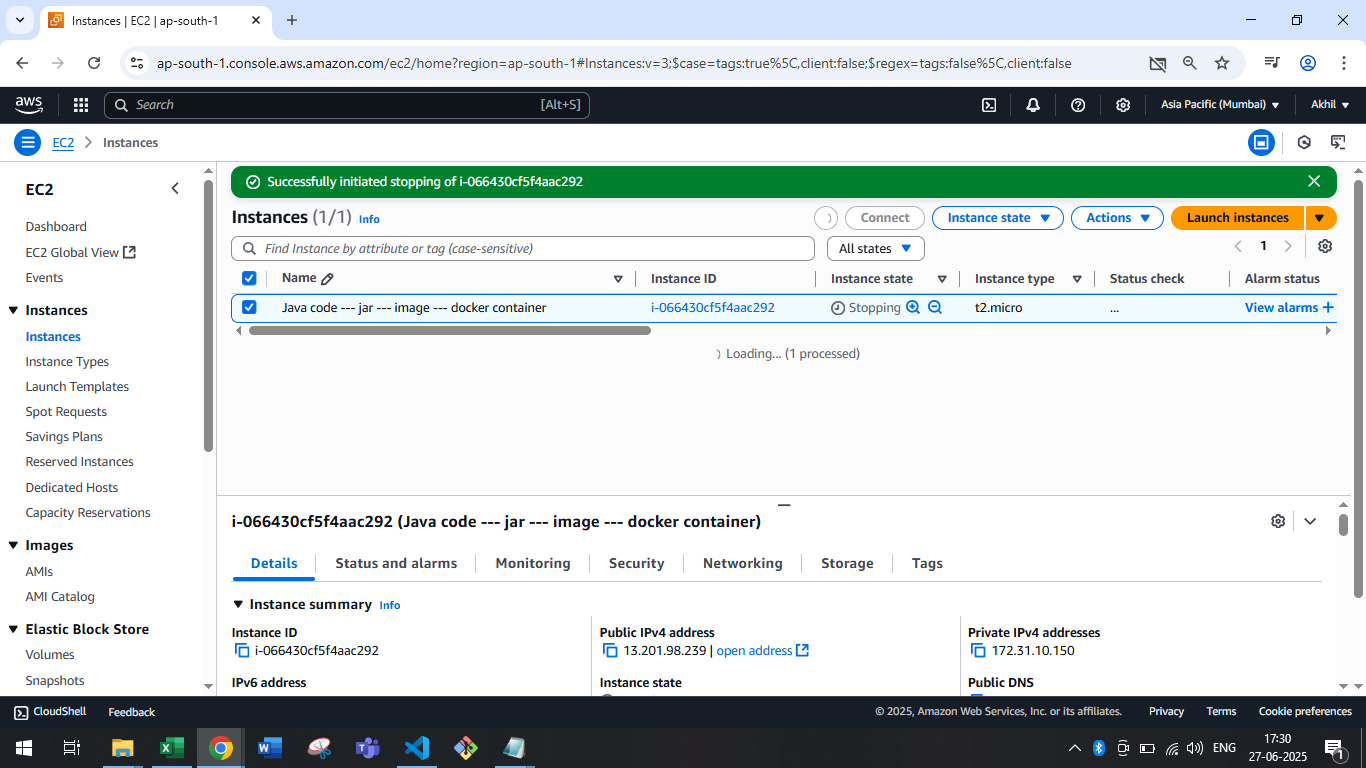 Instances | EC2 | ap-south-1
ap-south-1.console.aws.amazon.com/ec2/home?region=ap-south-1#Instances:v=3;$case=tags:true%5C,client:false;$regex=tags:false%5C,client:false
aws Search [Alt+S] Asia Pacific (Mumbai) Akhil
EC2 Instances
EC2
Dashboard
EC2 Global View
Events
Instances
Instances
Instance Types
Launch Templates
Spot Requests
Savings Plans
Reserved Instances
Dedicated Hosts
Capacity Reservations
Images
AMIs
AMI Catalog
Elastic Block Store
Volumes
Snapshots
Successfully initiated stopping of i-066430cf5f4aac292
Instances (1/1) Info Connect Instance state Actions Launch instances
Find Instance by attribute or tag (case-sensitive) All states 1
Name Instance ID Instance state Instance type Status check Alarm status
Java code --- jar --- image --- docker container i-066430cf5f4aac292 Stopping t2.micro ... View alarms +
Loading... (1 processed)
i-066430cf5f4aac292 (Java code --- jar --- image --- docker container)
Details Status and alarms Monitoring Security Networking Storage Tags
Instance summary Info
Instance ID Public IPv4 address Private IPv4 addresses
i-066430cf5f4aac292 13.201.98.239 | open address 172.31.10.150
IPv6 address Instance state Public DNS
CloudShell Feedback © 2025, Amazon Web Services, Inc. or its affiliates. Privacy Terms Cookie preferences
ENG 17:30
27-06-2025
1